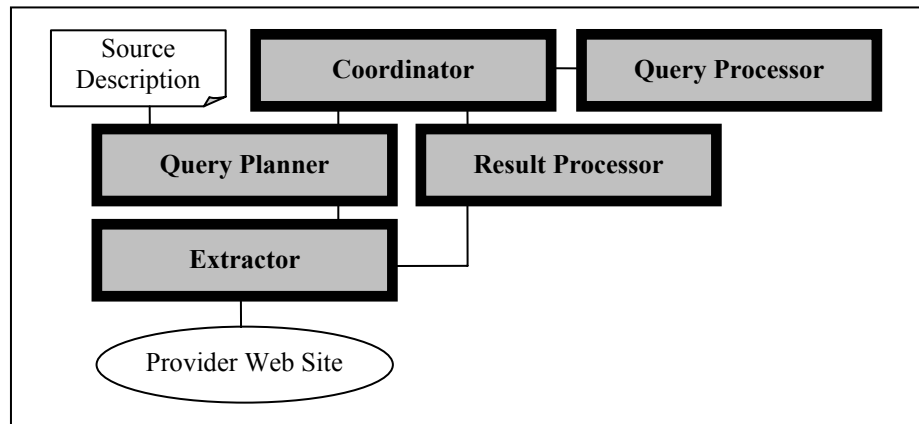 Source
Description
Coordinator
Query Processor
Query Planner
Result Processor
Extractor
Provider Web Site